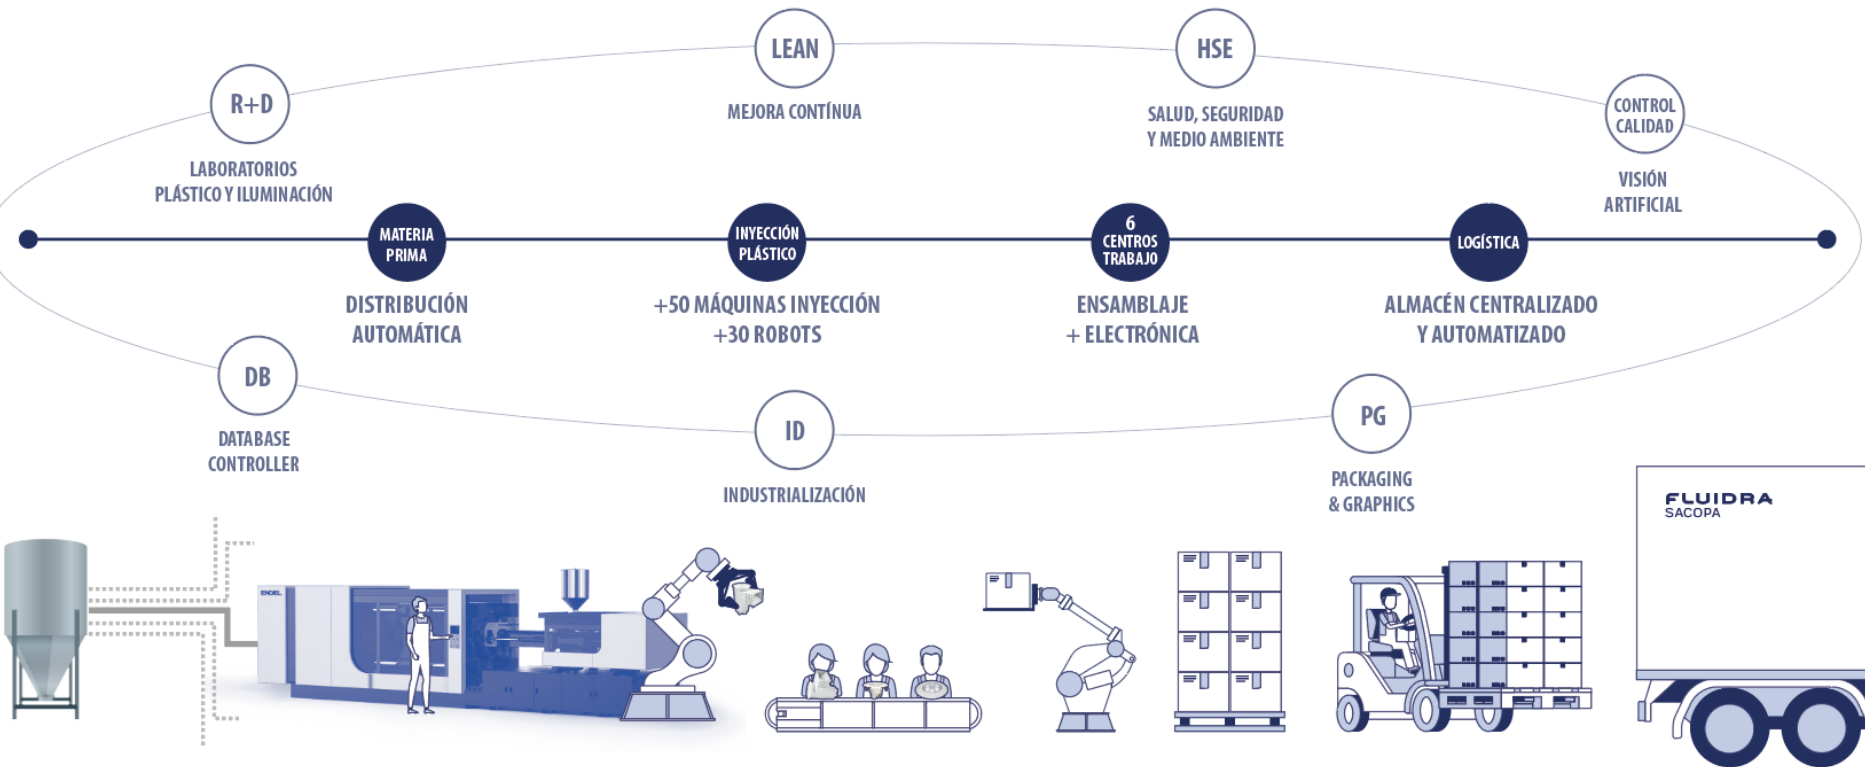 LEAN
MEJORA CONTÍNUA
HSE
SALUD, SEGURIDAD
Y MEDIO AMBIENTE
R+D
LABORATORIOS
PLÁSTICO Y ILUMINACIÓN
CONTROL
CALIDAD
VISIÓN
ARTIFICIAL
MATERIA
PRIMA
DISTRIBUCIÓN
AUTOMÁTICA
INYECCIÓN
PLÁSTICO
+50 MÁQUINAS INYECCIÓN
+30 ROBOTS
6
CENTROS
TRABAJO
ENSAMBLAJE
+ ELECTRÓNICA
LOGÍSTICA
ALMACÉN CENTRALIZADO
Y AUTOMATIZADO
DB
DATABASE
CONTROLLER
ID
INDUSTRIALIZACIÓN
PG
PACKAGING
& GRAPHICS
FLUIDRA
SACOPA
ENGEL